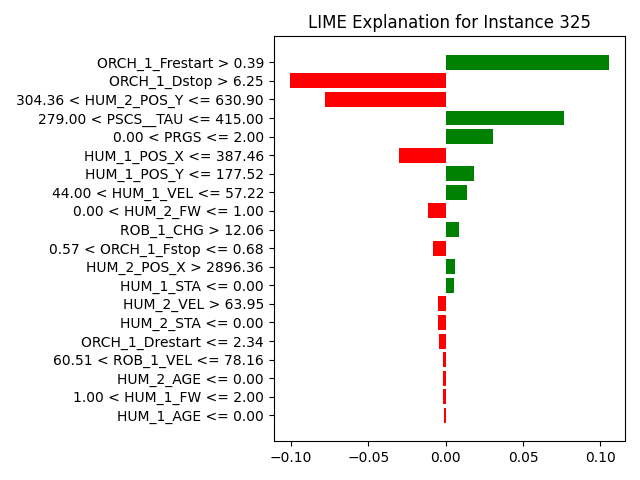 LIME Explanation for Instance 325
ORCH_1_Frestart > 0.39
ORCH_1_Dstop > 6.25
304.36 < HUM_2_POS_Y <= 630.90
279.00 < PSCS__TAU <= 415.00
0.00 < PRGS <= 2.00
HUM_1_POS_X <= 387.46
HUM_1_POS_Y <= 177.52
44.00 < HUM_1_VEL <= 57.22
0.00 < HUM_2_FW <= 1.00
ROB_1_CHG > 12.06
0.57 < ORCH_1_Fstop <= 0.68
HUM_2_POS_X > 2896.36
HUM_1_STA <= 0.00
HUM_2_VEL > 63.95
HUM_2_STA <= 0.00
ORCH_1_Drestart <= 2.34
60.51 < ROB_1_VEL <= 78.16
HUM_2_AGE <= 0.00
1.00 < HUM_1_FW <= 2.00
HUM_1_AGE <= 0.00
−0.10 −0.05 0.00 0.05 0.10